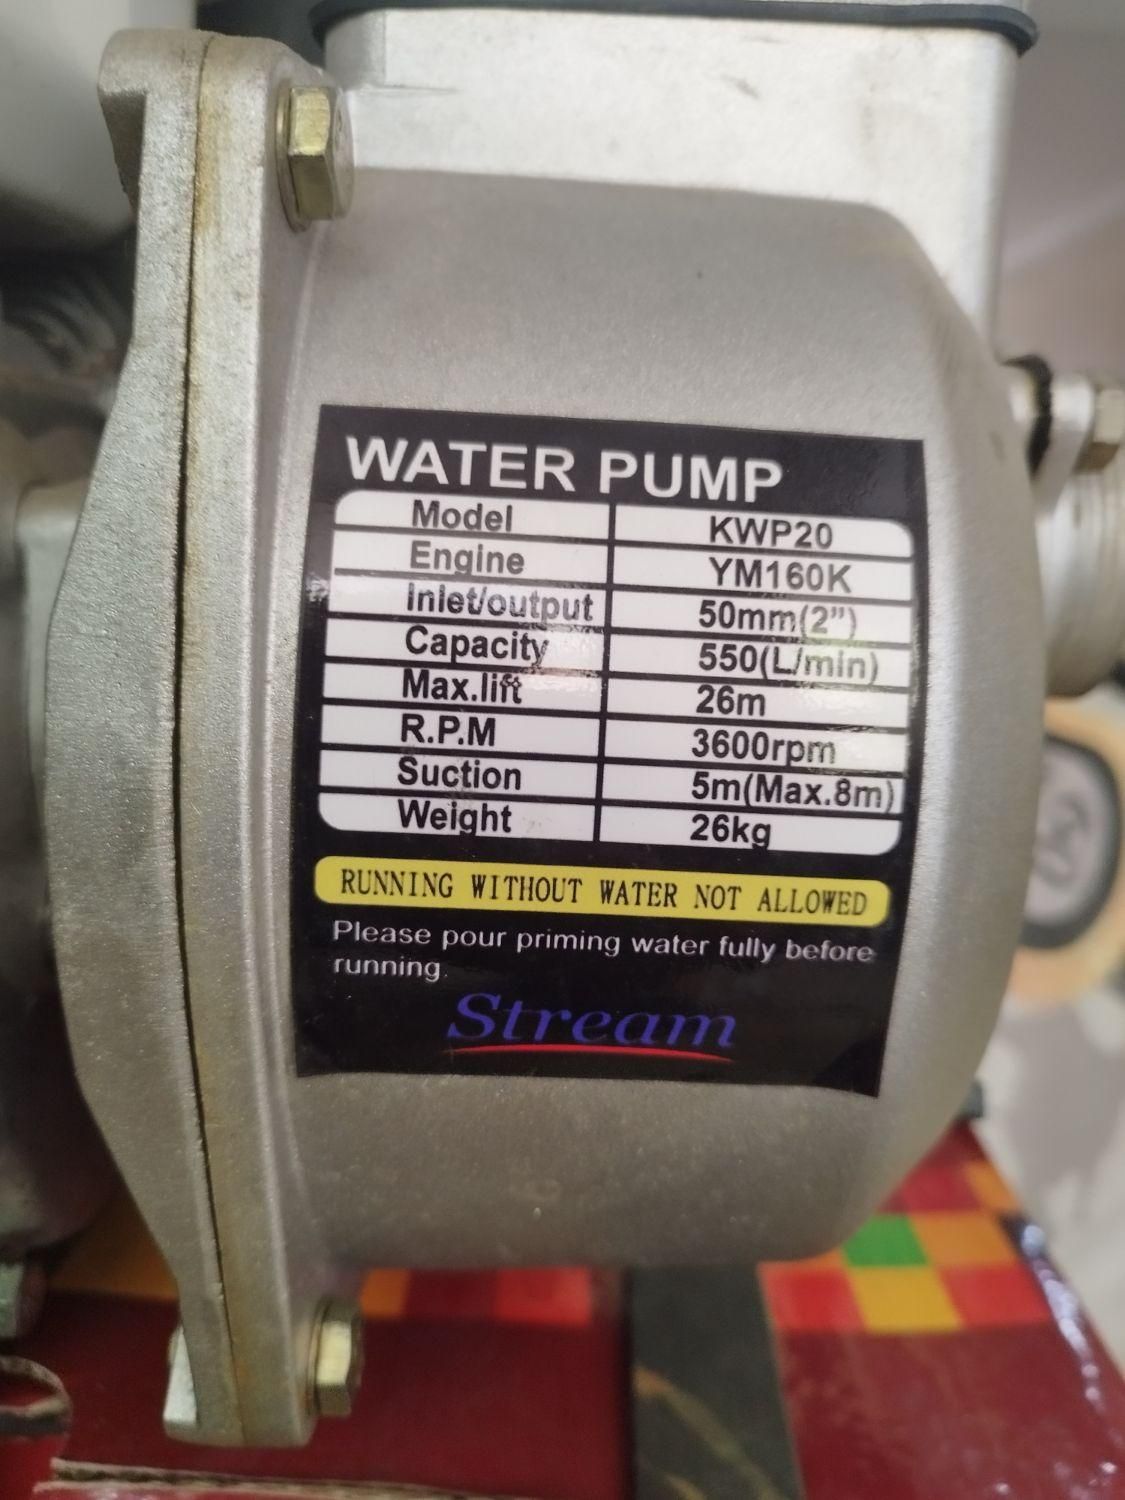 WATER PUMP
Model KWP20
Engine YM160K
Inlet/output 50mm(2")
Capacity 550(L/min)
Max.lift 26m
R.P.M 3600rpm
Suction 5m(Max.8m)
Weight 26kg
RUNNING WITHOUT WATER NOT ALLOWED
Please pour priming water fully before
running.
Stream